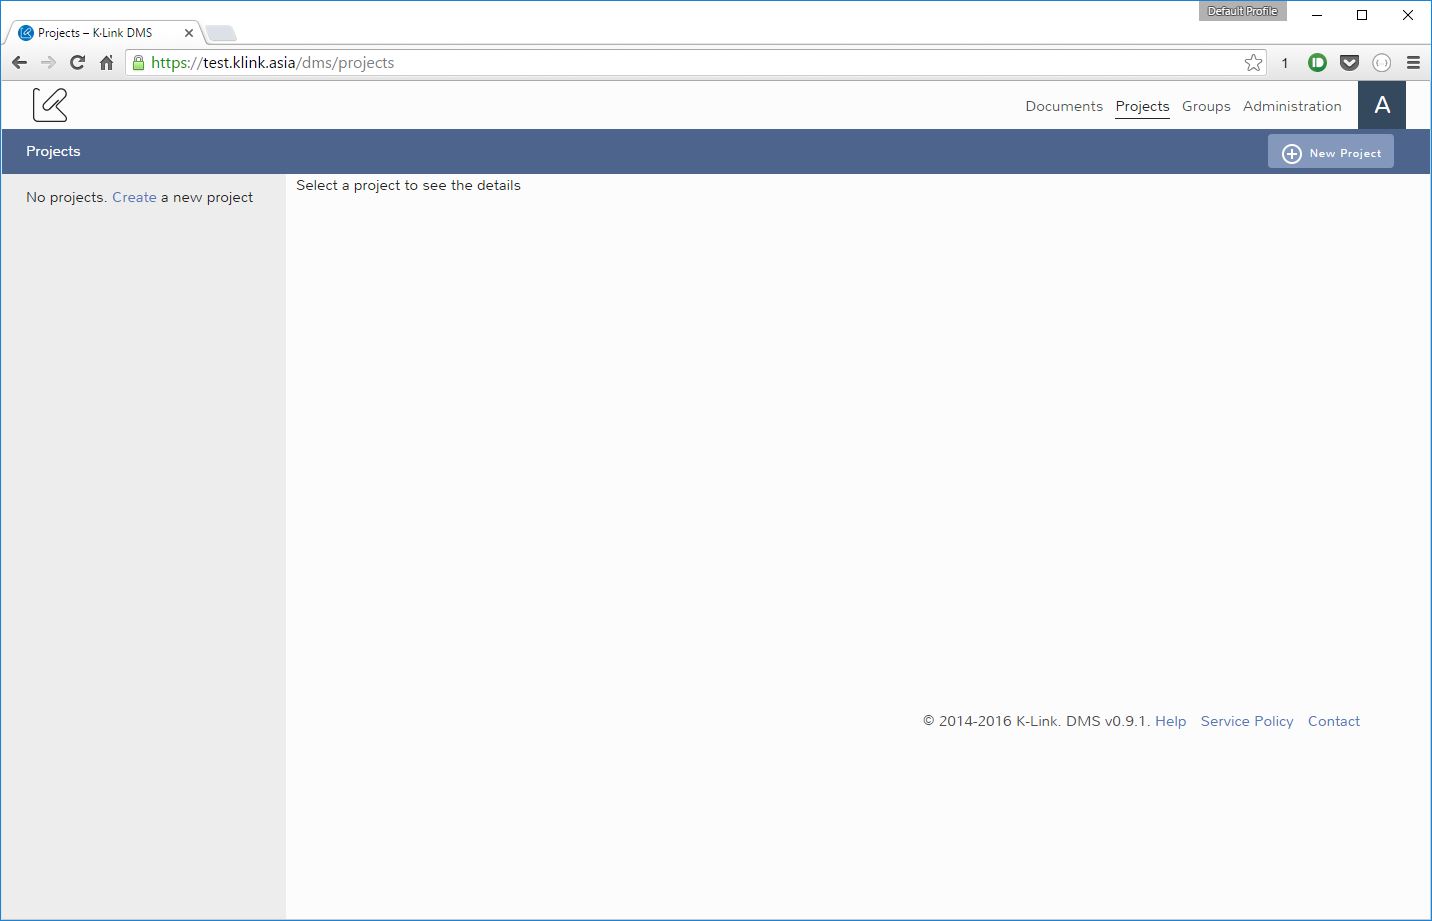 Default Profile
Projects – K-Link DMS
https://test.klink.asia/dms/projects
1
Documents Projects Groups Administration A
Projects
New Project
No projects. Create a new project
Select a project to see the details
© 2014-2016 K-Link. DMS v0.9.1. Help Service Policy Contact